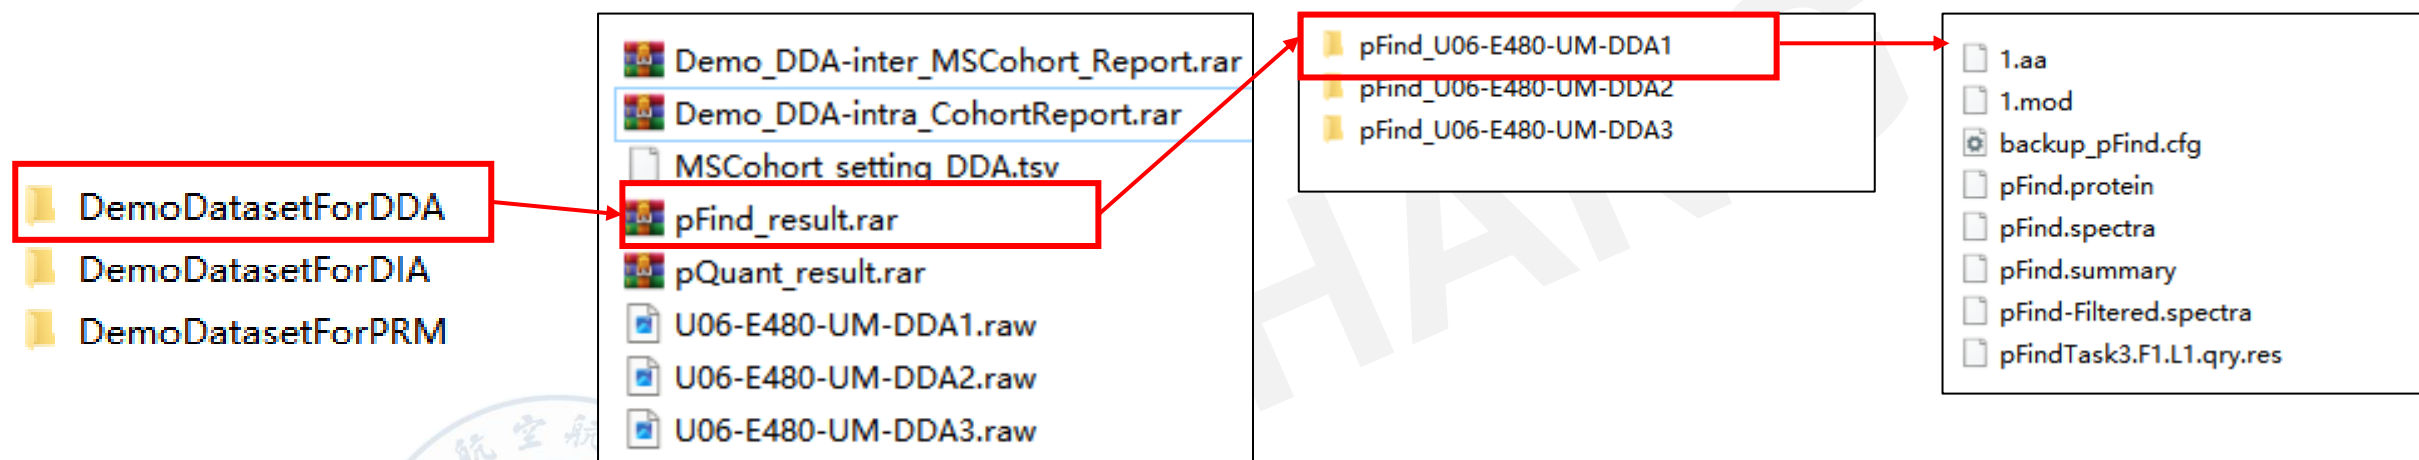 DemoDatasetForDDA
DemoDatasetForDIA
DemoDatasetForPRM
Demo_DDA-inter_MSCohort_Report.rar
Demo_DDA-intra_CohortReport.rar
MSCohort_setting_DDA.tsv
pFind_result.rar
pQuant_result.rar
U06-E480-UM-DDA1.raw
U06-E480-UM-DDA2.raw
U06-E480-UM-DDA3.raw
pFind_U06-E480-UM-DDA1
pFind_U06-E480-UM-DDA2
pFind_U06-E480-UM-DDA3
1.aa
1.mod
backup_pFind.cfg
pFind.protein
pFind.spectra
pFind.summary
pFind-Filtered.spectra
pFindTask3.F1.L1.qry.res
航空航